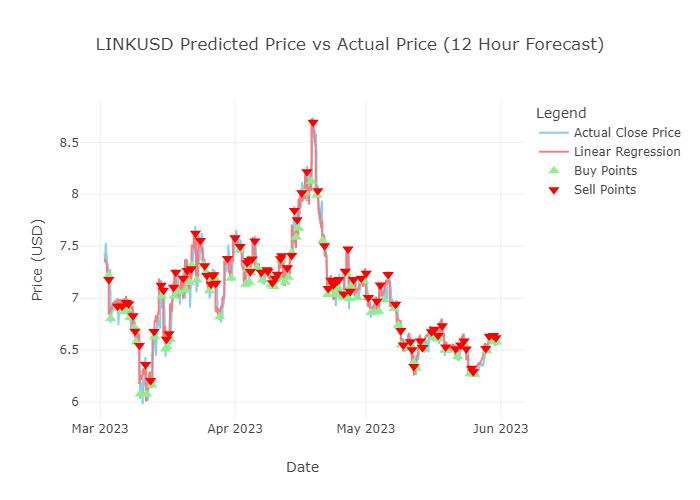 LINKUSD Predicted Price vs Actual Price (12 Hour Forecast)
Legend
Actual Close Price
Linear Regression
Buy Points
Sell Points
Price (USD)
8.5
8
7.5
7
6.5
6
Mar 2023
Apr 2023
May 2023
Jun 2023
Date